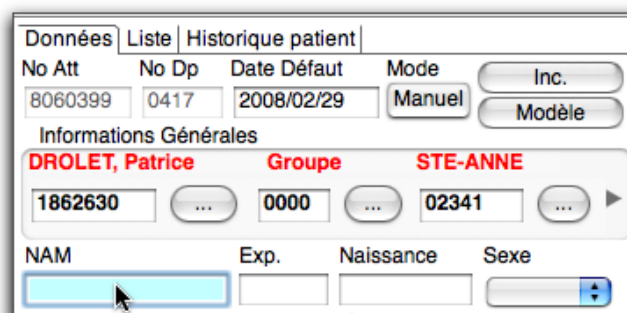 Données Liste Historique patient
No Att No Dp Date Défaut Mode Inc.
8060399 0417 2008/02/29 Manuel Modèle
Informations Générales
DROLET, Patrice Groupe STE-ANNE
1862630 ... 0000 ... 02341 ...
NAM Exp. Naissance Sexe